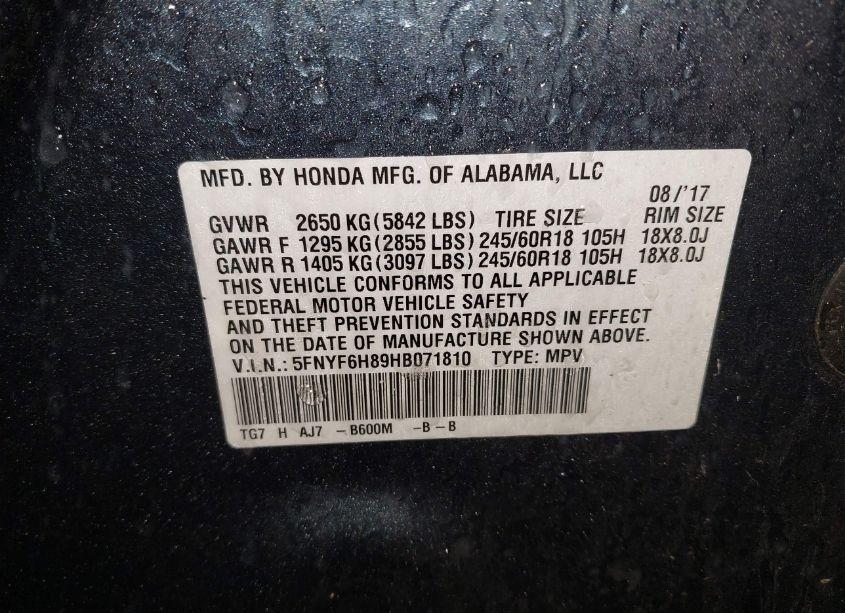 MFD. BY HONDA MFG. OF ALABAMA, LLC
08/'17
GVWR 2650 KG (5842 LBS) TIRE SIZE RIM SIZE
GAWR F 1295 KG (2855 LBS) 245/60R18 105H 18X8.0J
GAWR R 1405 KG (3097 LBS) 245/60R18 105H 18X8.0J
THIS VEHICLE CONFORMS TO ALL APPLICABLE
FEDERAL MOTOR VEHICLE SAFETY
AND THEFT PREVENTION STANDARDS IN EFFECT
ON THE DATE OF MANUFACTURE SHOWN ABOVE.
V.I.N.: 5FNYF6H89HB071810 TYPE: MPV
TG7 H AJ7 -B600M -B-B